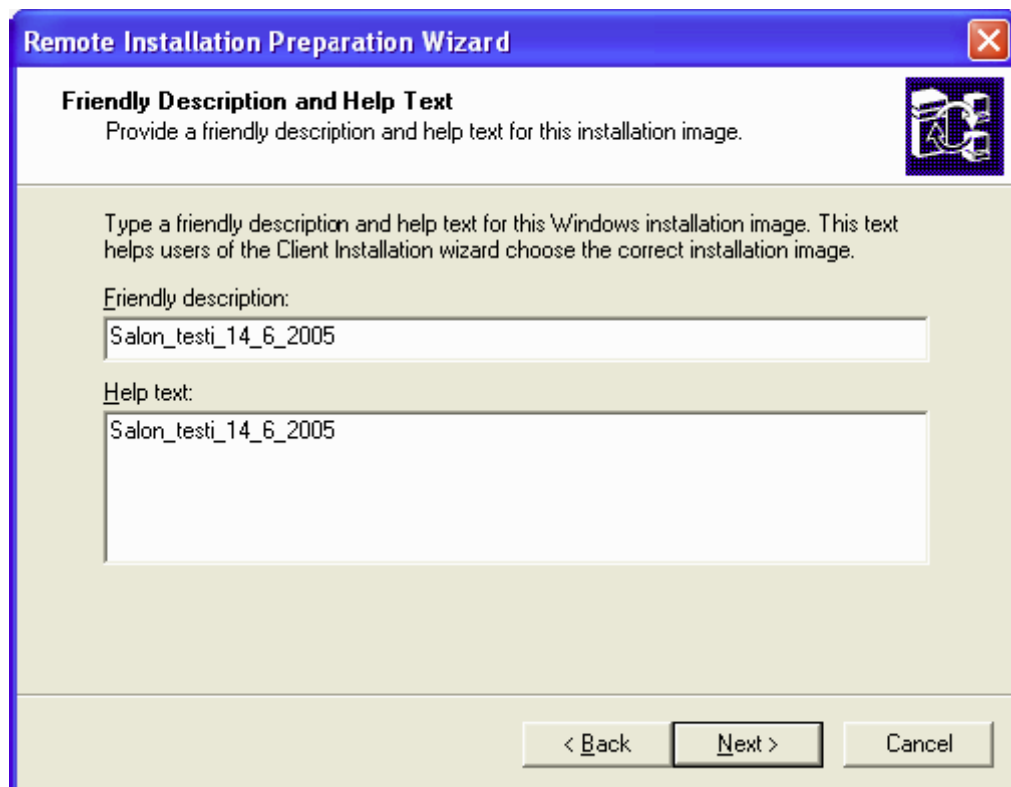 Remote Installation Preparation Wizard
Friendly Description and Help Text
Provide a friendly description and help text for this installation image.
Type a friendly description and help text for this Windows installation image. This text
helps users of the Client Installation wizard choose the correct installation image.
Friendly description:
Salon_testi_14_6_2005
Help text:
Salon_testi_14_6_2005
< Back
Next >
Cancel